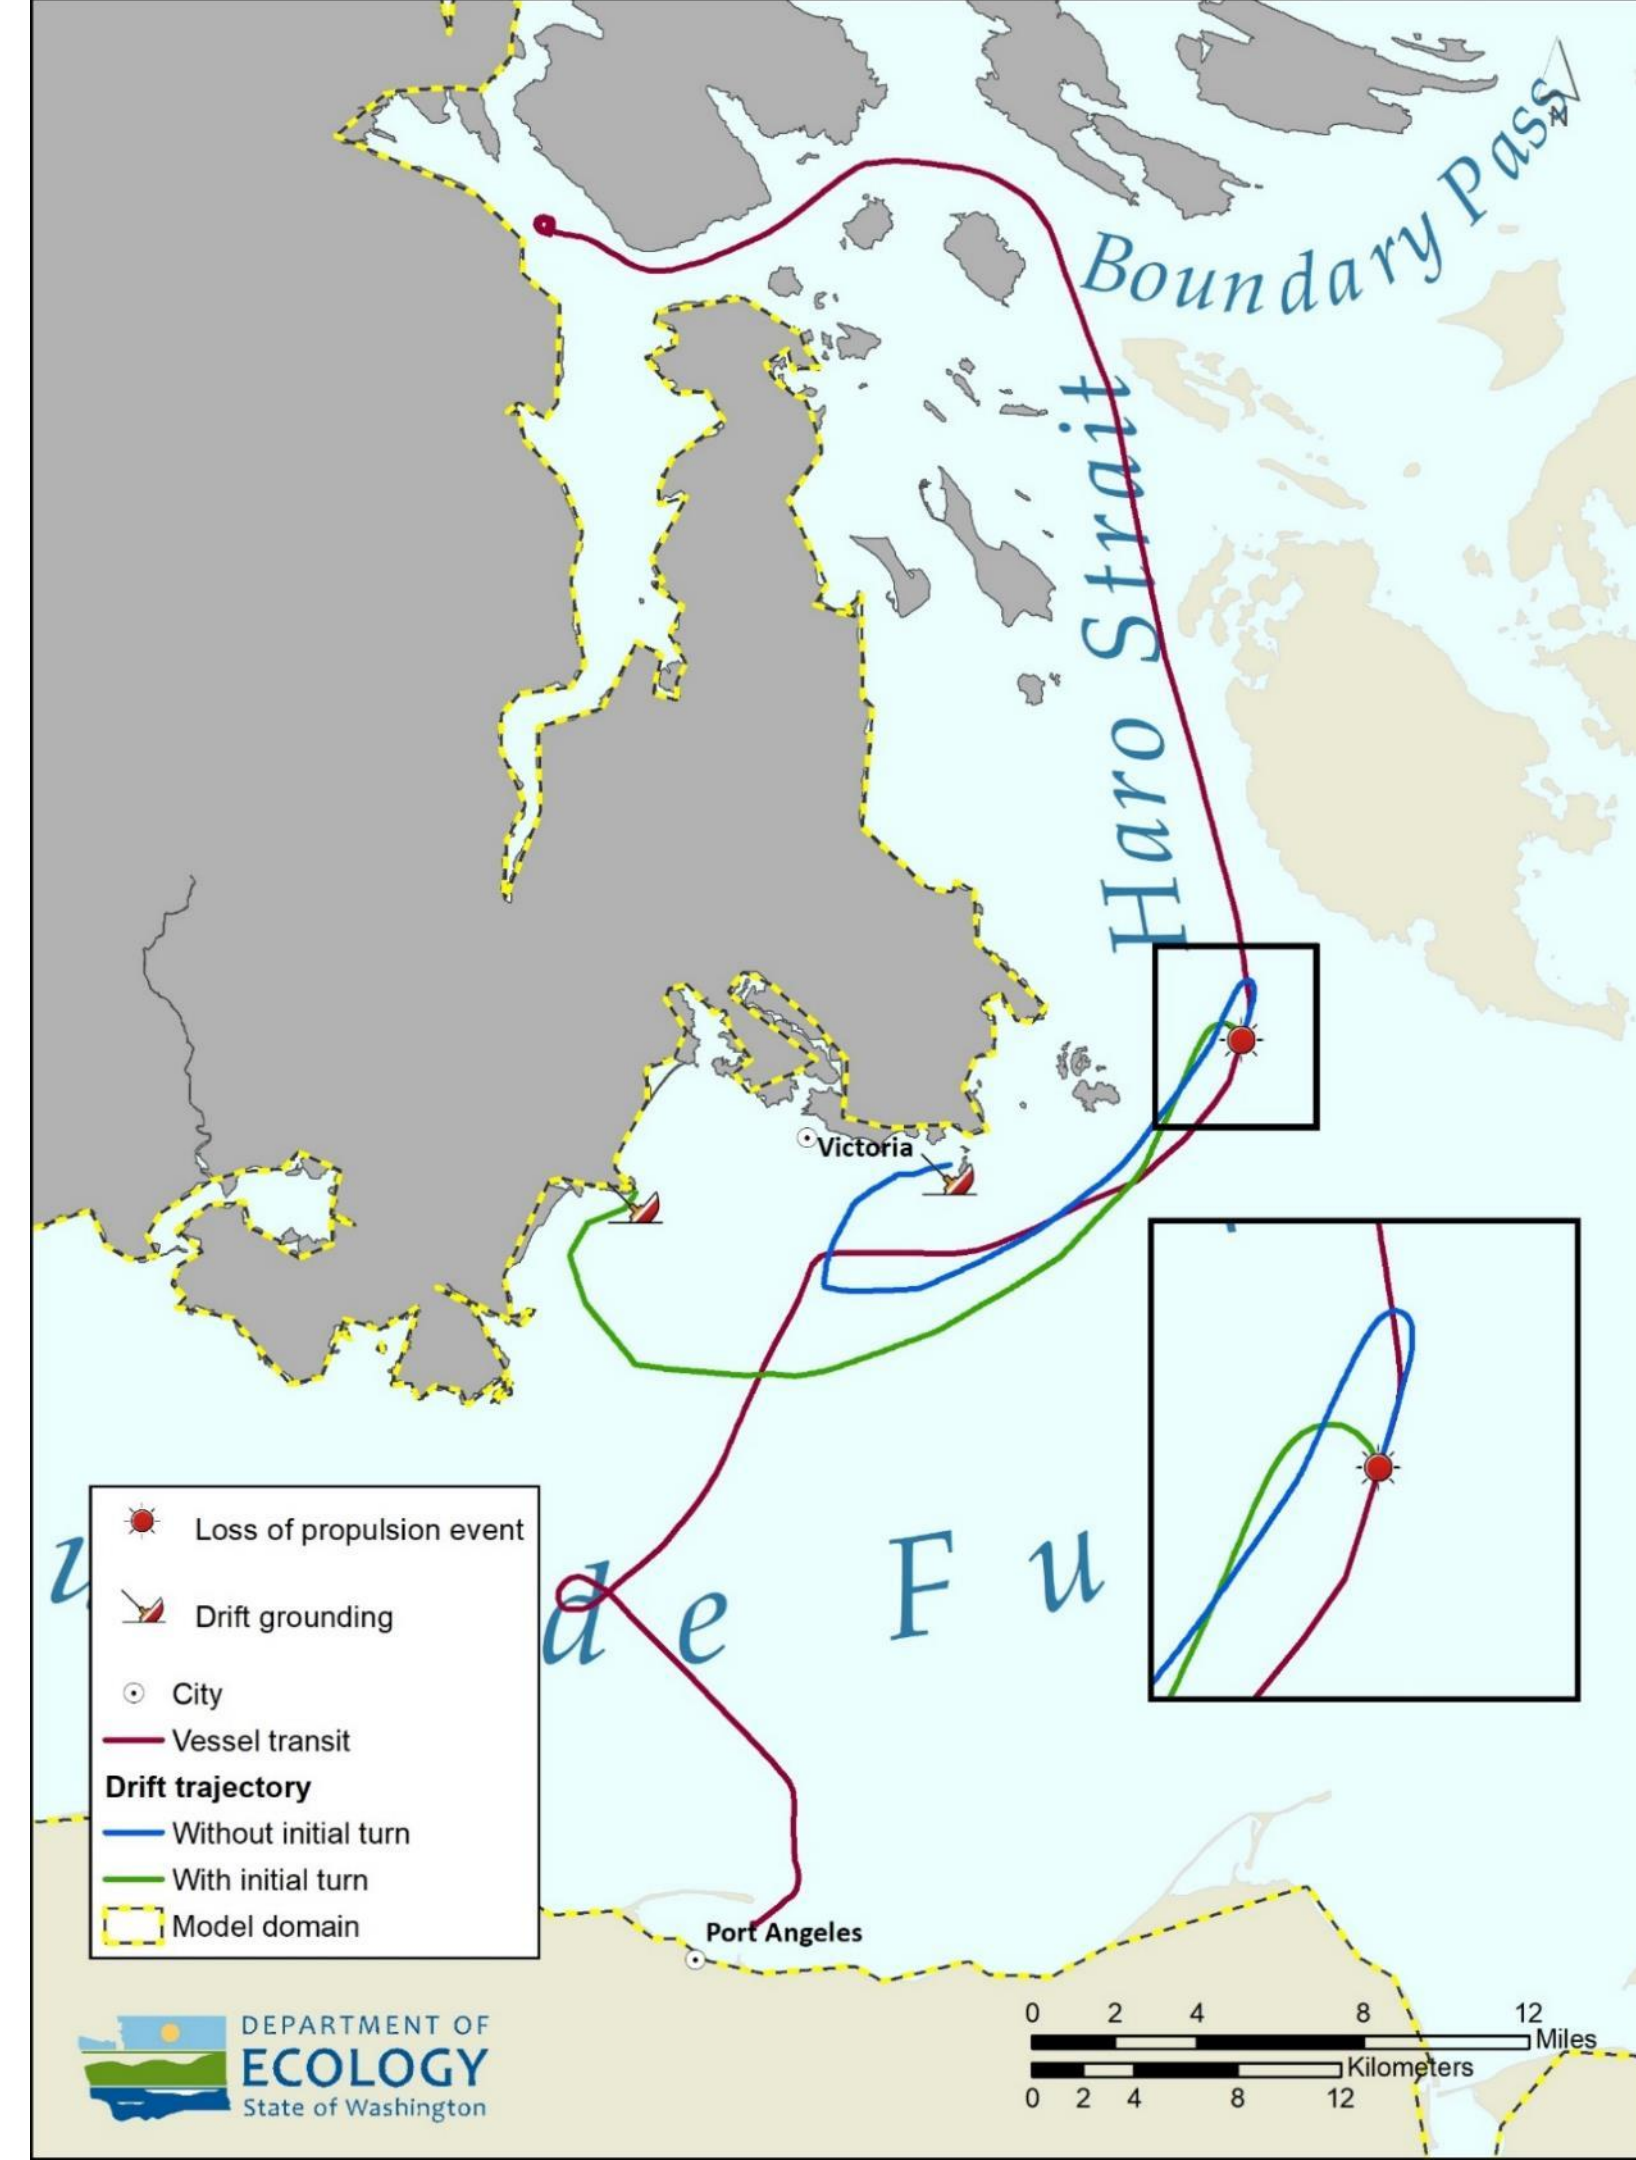 N
Boundary Pass
Haro Strait
Victoria
Loss of propulsion event
Drift grounding
City
Vessel transit
Drift trajectory
Without initial turn
With initial turn
Model domain
de Fu
Port Angeles
DEPARTMENT OF
ECOLOGY
State of Washington
0 2 4 8 12
Miles
Kilometers
0 2 4 8 12